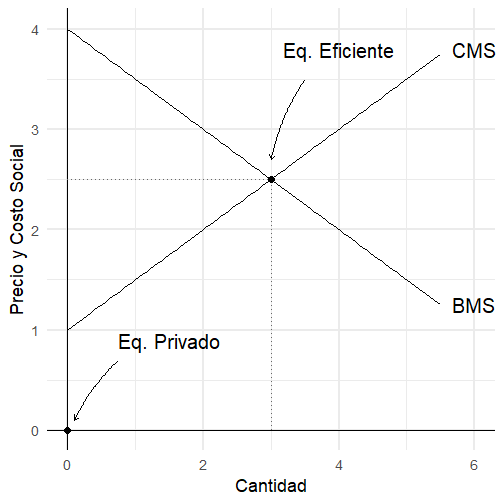 4
Eq. Eficiente
CMS
3
Precio y Costo Social
2
BMS
1
Eq. Privado
0
0
2
4
6
Cantidad